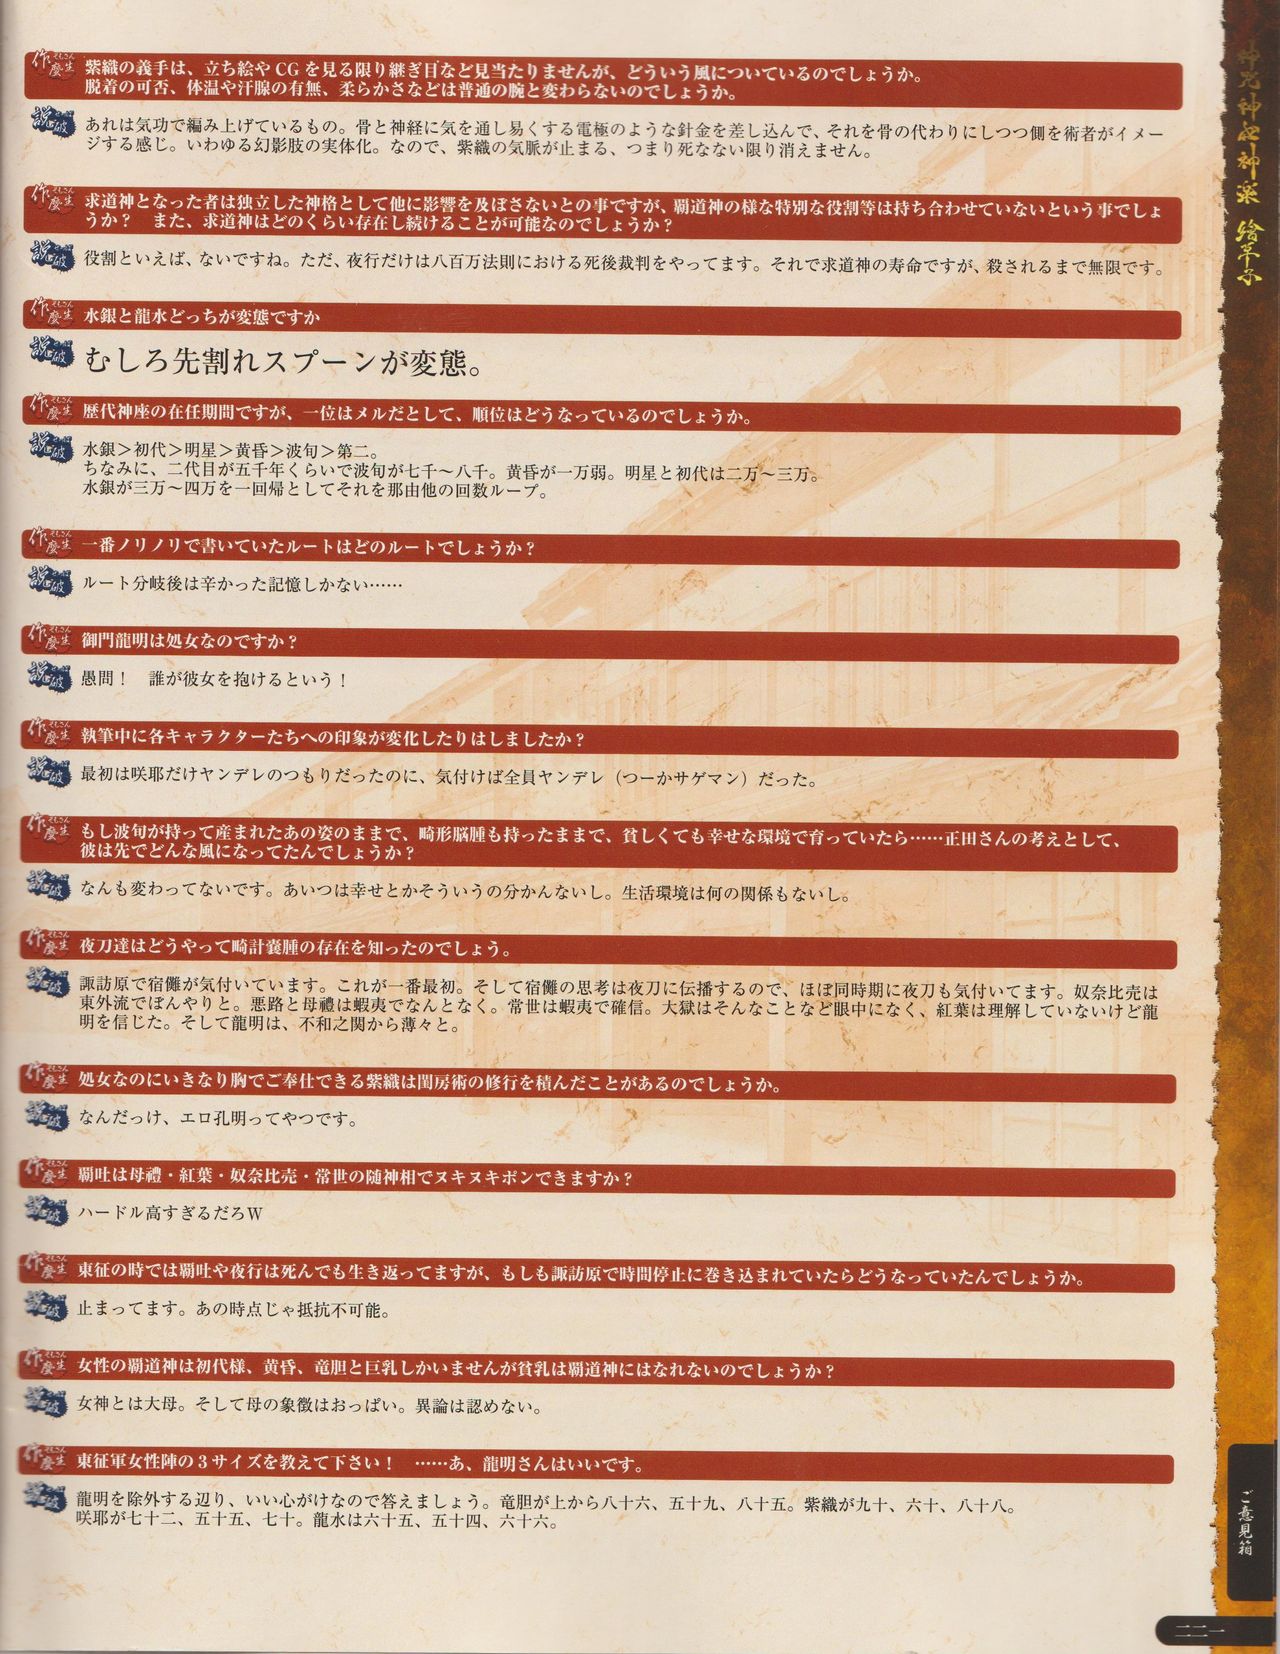 神咒神威神楽 繪草子
作麼生
そもさん
紫織の義手は、立ち絵やCGを見る限り継ぎ目など見当たりませんが、どういう風についているのでしょうか。
脱着の可否、体温や汗腺の有無、柔らかさなどは普通の腕と変わらないのでしょうか。
説破
あれは気功で編み上げているもの。骨と神経に気を通し易くする電極のような針金を差し込んで、それを骨の代わりにしつつ側を術者がイメー
ジする感じ。いわゆる幻影肢の実体化。なので、紫織の気脈が止まる、つまり死なない限り消えません。
作麼生
そもさん
求道神となった者は独立した神格として他に影響を及ぼさないとの事ですが、覇道神の様な特別な役割等は持ち合わせていないという事でしょ
うか？　また、求道神はどのくらい存在し続けることが可能なのでしょうか？
説破
役割といえば、ないですね。ただ、夜行だけは八百万法則における死後裁判をやってます。それで求道神の寿命ですが、殺されるまで無限です。
作麼生
そもさん
水銀と龍水どっちが変態ですか
説破
むしろ先割れスプーンが変態。
作麼生
そもさん
歴代神座の在任期間ですが、一位はメルだとして、順位はどうなっているのでしょうか。
説破
水銀＞初代＞明星＞黄昏＞波旬＞第二。
ちなみに、二代目が五千年くらいで波旬が七千～八千。黄昏が一万弱。明星と初代は二万～三万。
水銀が三万～四万を一回帰としてそれを那由他の回数ループ。
作麼生
そもさん
一番ノリノリで書いていたルートはどのルートでしょうか？
説破
ルート分岐後は辛かった記憶しかない……
作麼生
そもさん
御門龍明は処女なのですか？
説破
愚問！　誰が彼女を抱けるという！
作麼生
そもさん
執筆中に各キャラクターたちへの印象が変化したりはしましたか？
説破
最初は咲耶だけヤンデレのつもりだったのに、気付けば全員ヤンデレ（つーかサゲマン）だった。
作麼生
そもさん
もし波旬が持って産まれたあの姿のままで、畸形脳腫も持ったままで、貧しくても幸せな環境で育っていたら……正田さんの考えとして、
彼は先でどんな風になってたんでしょうか？
説破
なんも変わってないです。あいつは幸せとかそういうの分かんないし。生活環境は何の関係もないし。
作麼生
そもさん
夜刀達はどうやって畸計嚢腫の存在を知ったのでしょう。
説破
諏訪原で宿儺が気付いています。これが一番最初。そして宿儺の思考は夜刀に伝播するので、ほぼ同時期に夜刀も気付いてます。奴奈比売は
東外流でぼんやりと。悪路と母禮は蝦夷でなんとなく。常世は蝦夷で確信。大獄はそんなことなど眼中になく、紅葉は理解していないけど龍
明を信じた。そして龍明は、不和之関から薄々と。
作麼生
そもさん
処女なのにいきなり胸でご奉仕できる紫織は閨房術の修行を積んだことがあるのでしょうか。
説破
なんだっけ、エロ孔明ってやつです。
作麼生
そもさん
覇吐は母禮・紅葉・奴奈比売・常世の随神相でヌキヌキポンできますか？
説破
ハードル高すぎるだろW
作麼生
そもさん
東征の時では覇吐や夜行は死んでも生き返ってますが、もしも諏訪原で時間停止に巻き込まれていたらどうなっていたんでしょうか。
説破
止まってます。あの時点じゃ抵抗不可能。
作麼生
そもさん
女性の覇道神は初代様、黄昏、竜胆と巨乳しかいませんが貧乳は覇道神にはなれないのでしょうか？
説破
女神とは大母。そして母の象徴はおっぱい。異論は認めない。
作麼生
そもさん
東征軍女性陣の3サイズを教えて下さい！　……あ、龍明さんはいいです。
説破
龍明を除外する辺り、いい心がけなので答えましょう。竜胆が上から八十六、五十九、八十五。紫織が九十、六十、八十八。
咲耶が七十二、五十五、七十。龍水は六十五、五十四、六十六。
ご意見箱
二二一